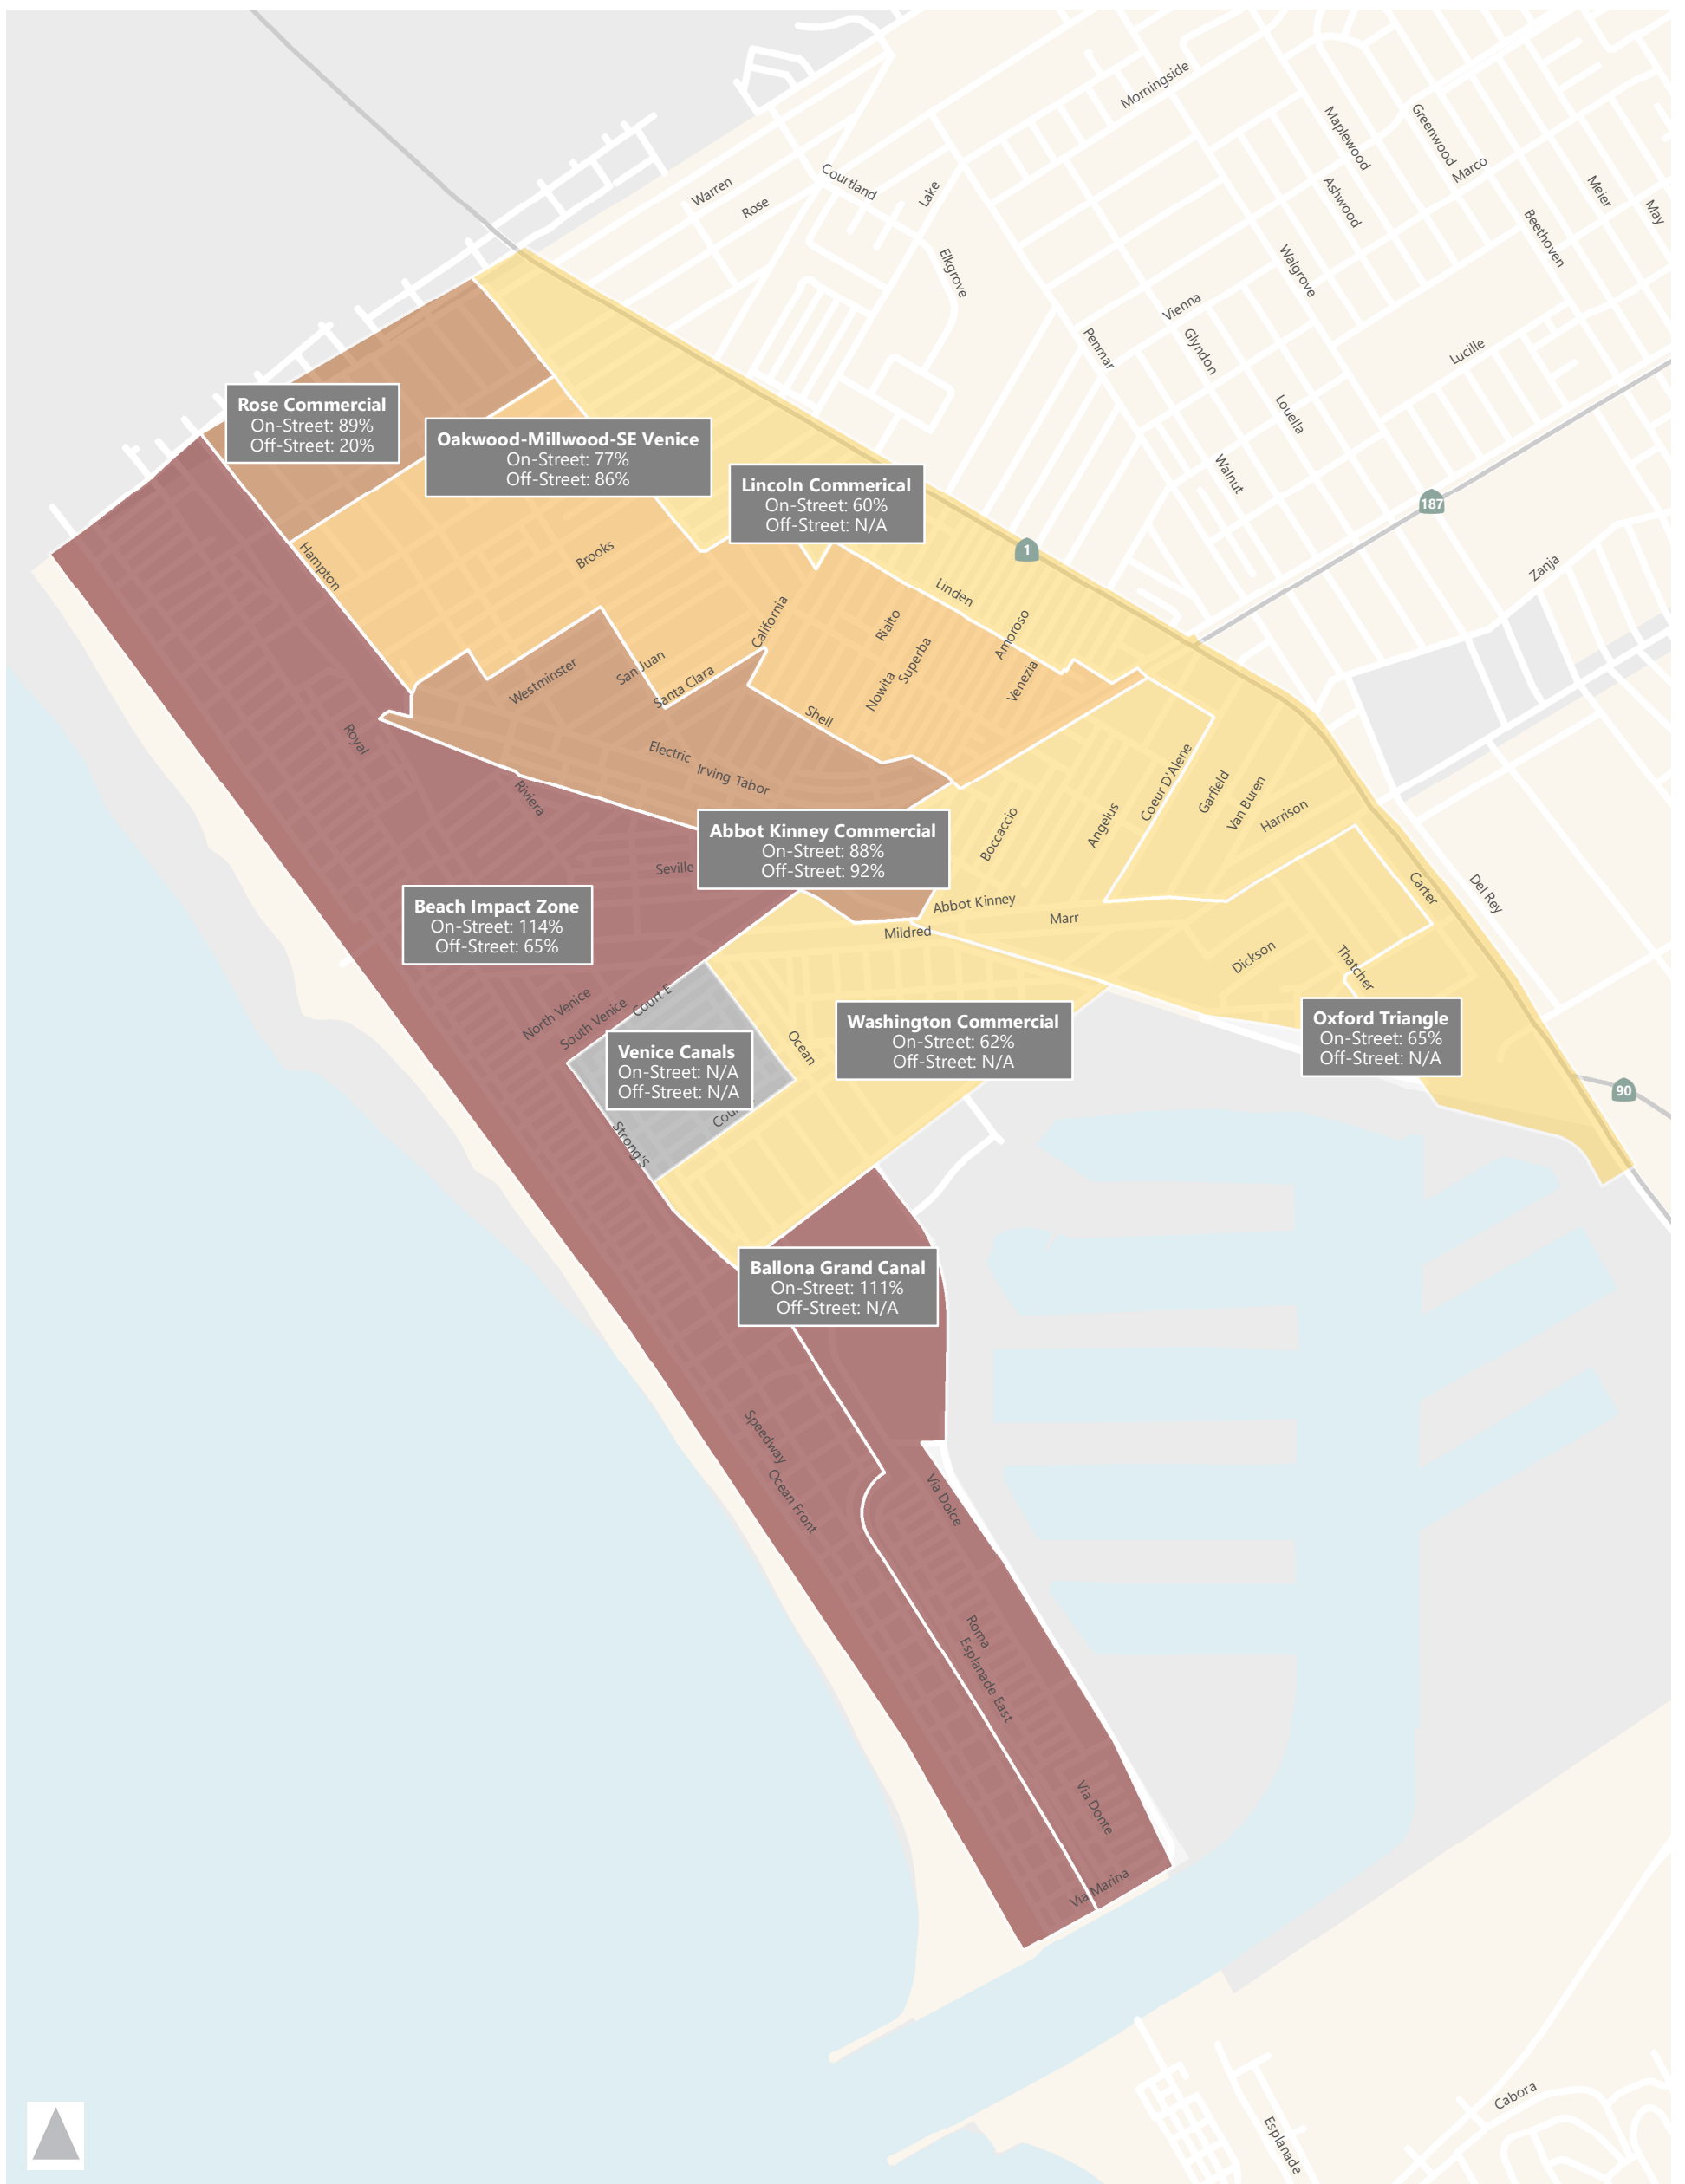 Morningside
Maplewood
Greenwood
Marco
Meier
May
Warren
Courtland
Lake
Rose
Ashwood
Beethoven
Elkgrove
Walgrove
Vienna
Penmar
Glyndon
Lucille
Louella
Rose Commercial
On-Street: 89%
Off-Street: 20%
Oakwood-Millwood-SE Venice
On-Street: 77%
Off-Street: 86%
Walnut
187
Lincoln Commerical
On-Street: 60%
Off-Street: N/A
1
Zanja
Hampton
Brooks
Linden
California
Rialto
Superba
Amoroso
Nowita
Venezia
Westminster
San Juan
Santa Clara
Shell
Royal
Electric
Irving Tabor
Riviera
Coeur D'Alene
Garfield
Van Buren
Harrison
Boccaccio
Angelus
Abbot Kinney Commercial
On-Street: 88%
Off-Street: 92%
Seville
Carter
Del Rey
Abbot Kinney
Marr
Mildred
Beach Impact Zone
On-Street: 114%
Off-Street: 65%
Dickson
Thatcher
North Venice
South Venice
Court E
Ocean
Washington Commercial
On-Street: 62%
Off-Street: N/A
Oxford Triangle
On-Street: 65%
Off-Street: N/A
Venice Canals
On-Street: N/A
Off-Street: N/A
90
Strong'S
Ballona Grand Canal
On-Street: 111%
Off-Street: N/A
Speedway
Ocean Front
Via Dolce
Roma
Esplanade East
Via Donte
Via Marina
Cabora
Esplanade